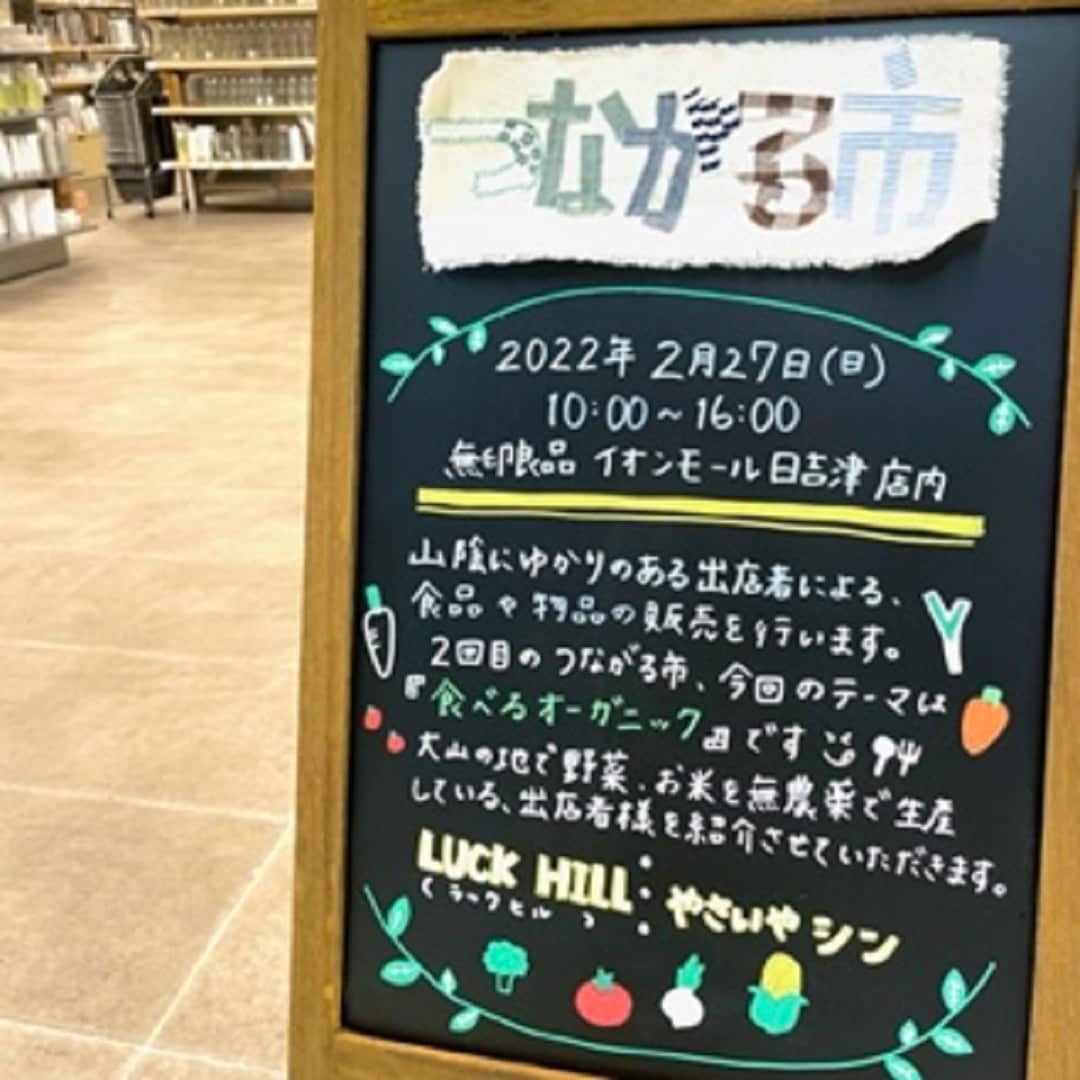 つながる市
2022年 2月27日(日)
10:00~16:00
無印良品 イオンモール日吉津 店内
山陰にゆかりのある出店者による、
食品や物品の販売を行います。
2回目のつながる市、今回のテーマは
『食べるオーガニック』です
大山の地で野菜、お米を無農薬で生産
している、出店者様を紹介させていただきます。
LUCK HILL : やさいやシン
(ラークヒル)